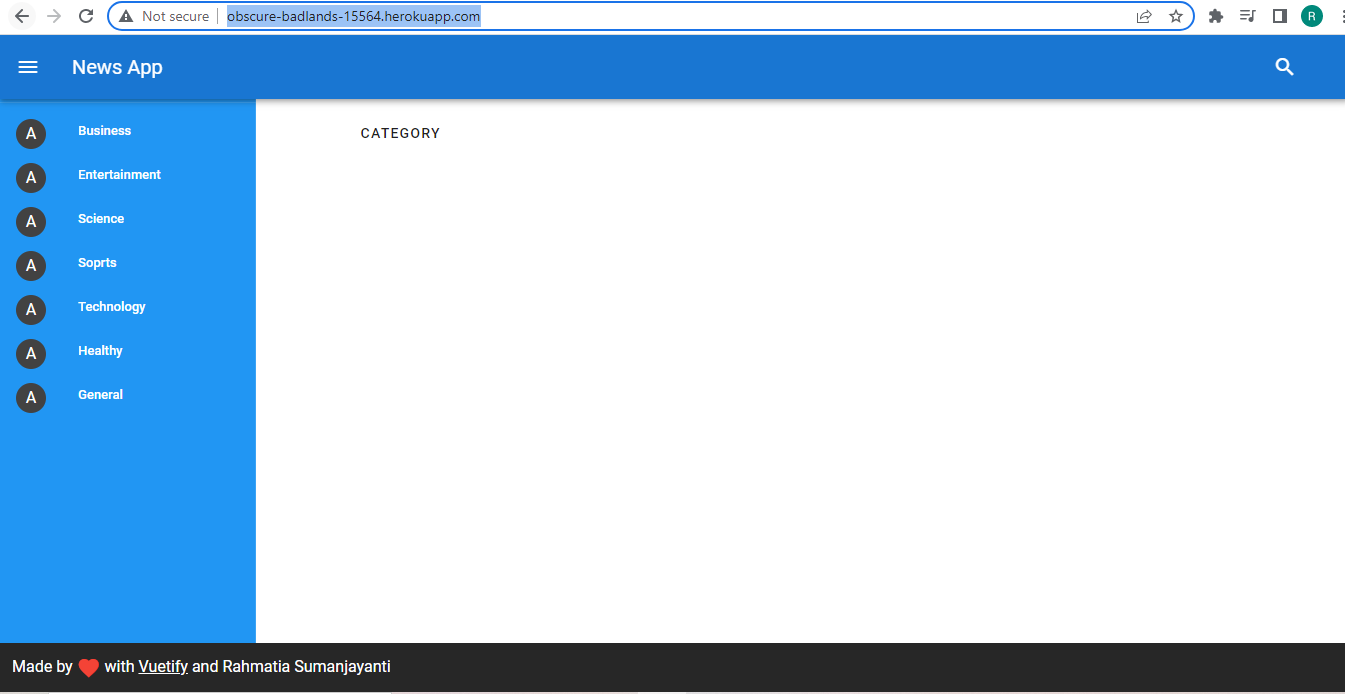 Not secure | obscure-badlands-15564.herokuapp.com
R
News App
A Business
A Entertainment
A Science
A Soprts
A Technology
A Healthy
A General
CATEGORY
Made by ❤ with Vuetify and Rahmatia Sumanjayanti